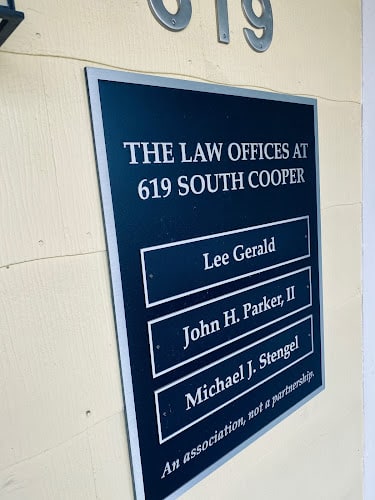 619
THE LAW OFFICES AT
619 SOUTH COOPER
Lee Gerald
John H. Parker, II
Michael J. Stengel
An association, not a partnership.